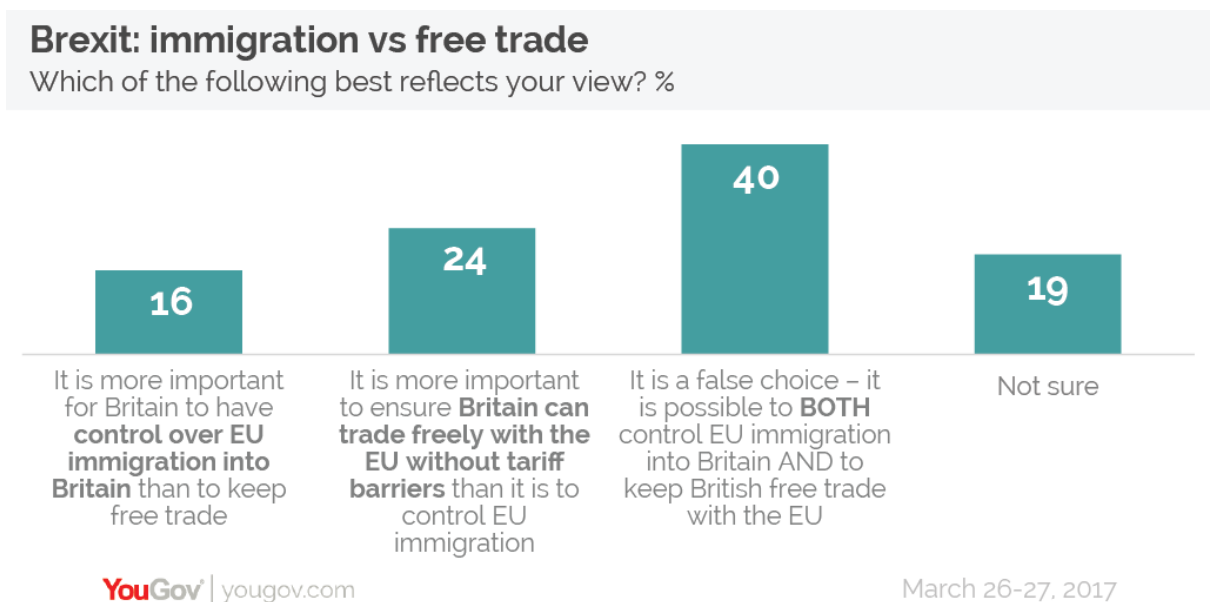 Brexit: immigration vs free trade
Which of the following best reflects your view? %
16
24
40
19
It is more important
for Britain to have
control over EU
immigration into
Britain than to keep
free trade
It is more important
to ensure Britain can
trade freely with the
EU without tariff
barriers than it is to
control EU
immigration
It is a false choice – it
is possible to BOTH
control EU immigration
into Britain AND to
keep British free trade
with the EU
Not sure
YouGov | yougov.com
March 26-27, 2017